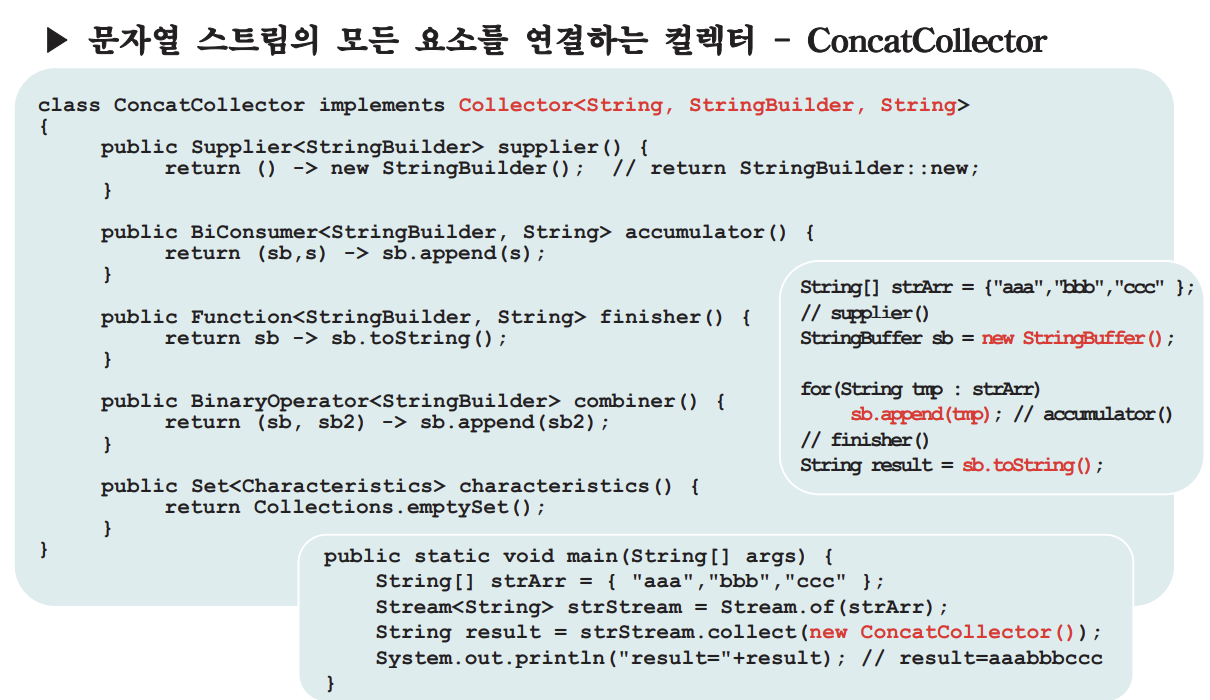 ▶ 문자열 스트림의 모든 요소를 연결하는 컬렉터 - ConcatCollector
class ConcatCollector implements Collector<String, StringBuilder, String>
{
public Supplier<StringBuilder> supplier() {
return () -> new StringBuilder();  // return StringBuilder::new;
}
public BiConsumer<StringBuilder, String> accumulator() {
return (sb,s) -> sb.append(s);
}
public Function<StringBuilder, String> finisher() {
return sb -> sb.toString();
}
public BinaryOperator<StringBuilder> combiner() {
return (sb, sb2) -> sb.append(sb2);
}
public Set<Characteristics> characteristics() {
return Collections.emptySet();
}
}
String[] strArr = {"aaa","bbb","ccc" };
// supplier()
StringBuffer sb = new StringBuffer();
for(String tmp : strArr)
sb.append(tmp); // accumulator()
// finisher()
String result = sb.toString();
public static void main(String[] args) {
String[] strArr = { "aaa","bbb","ccc" };
Stream<String> strStream = Stream.of(strArr);
String result = strStream.collect(new ConcatCollector());
System.out.println("result="+result); // result=aaabbbccc
}